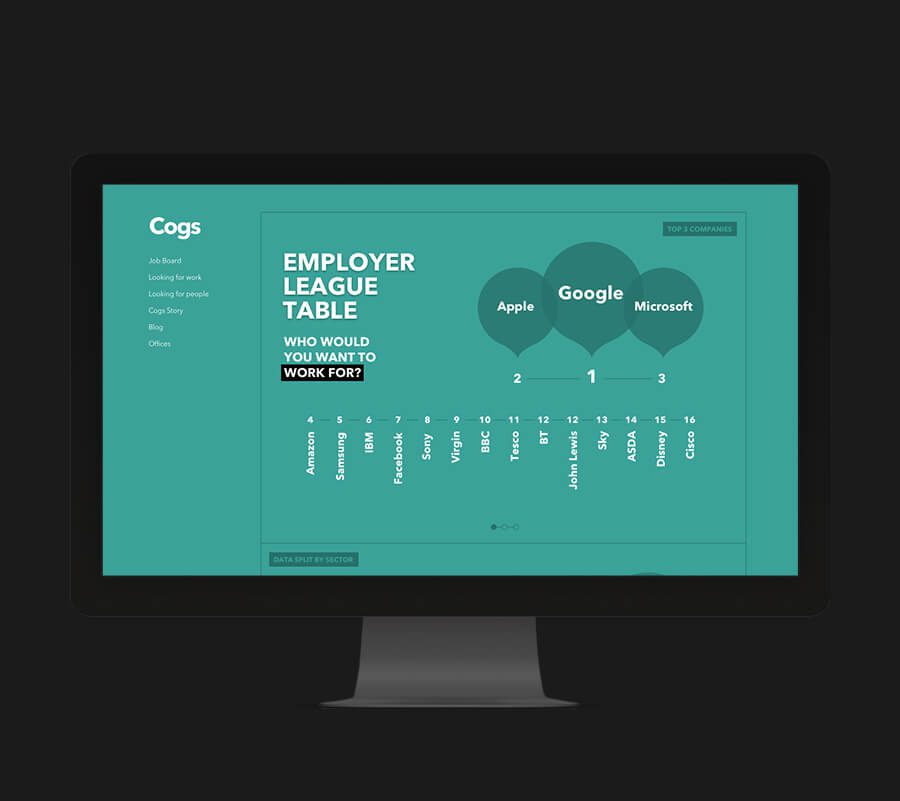 Cogs
Job Board
Looking for work
Looking for people
Cogs Story
Blog
Offices
TOP 3 COMPANIES
EMPLOYER
LEAGUE
TABLE
WHO WOULD
YOU WANT TO
WORK FOR?
Apple
Google
Microsoft
2
1
3
4 5 6 7 8 9 10 11 12 12 13 14 15 16
Amazon
Samsung
IBM
Facebook
Sony
Virgin
BBC
Tesco
BT
John Lewis
Sky
ASDA
Disney
Cisco
DATA SPLIT BY SECTOR